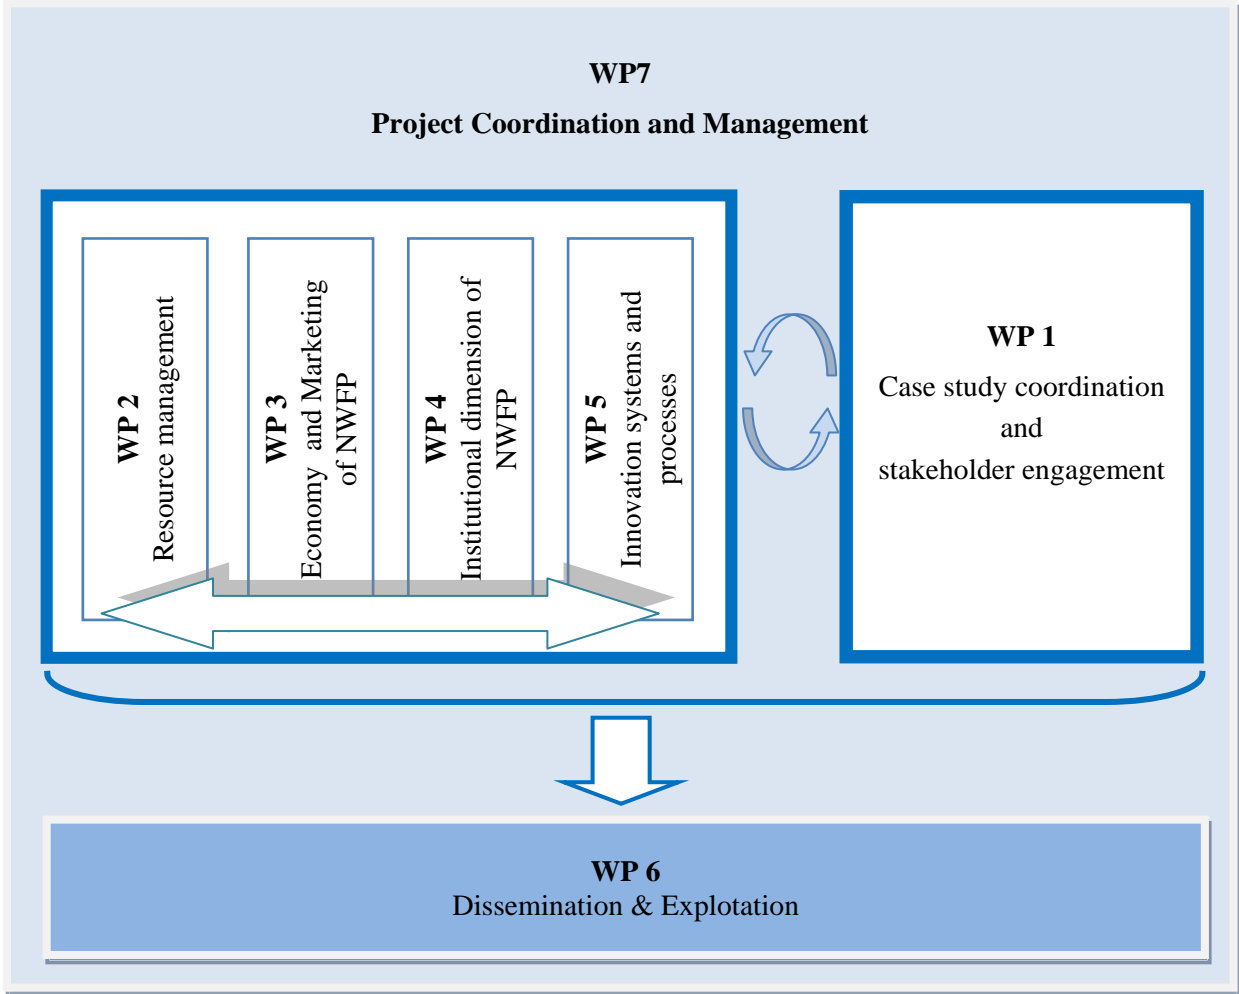 WP7
Project Coordination and Management
WP 2
Resource management
WP 3
Economy and Marketing
of NWFP
WP 4
Institutional dimension of
NWFP
WP 5
Innovation systems and
processes
WP 1
Case study coordination
and
stakeholder engagement
WP 6
Dissemination & Explotation